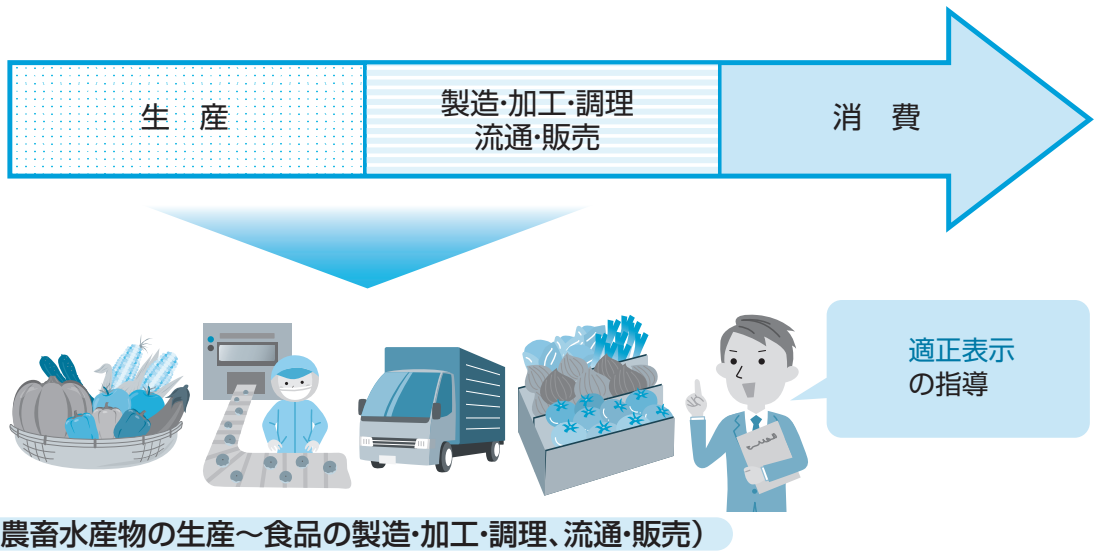 生　産
製造・加工・調理
流通・販売
消　費
適正表示
の指導
農畜水産物の生産～食品の製造・加工・調理、流通・販売）